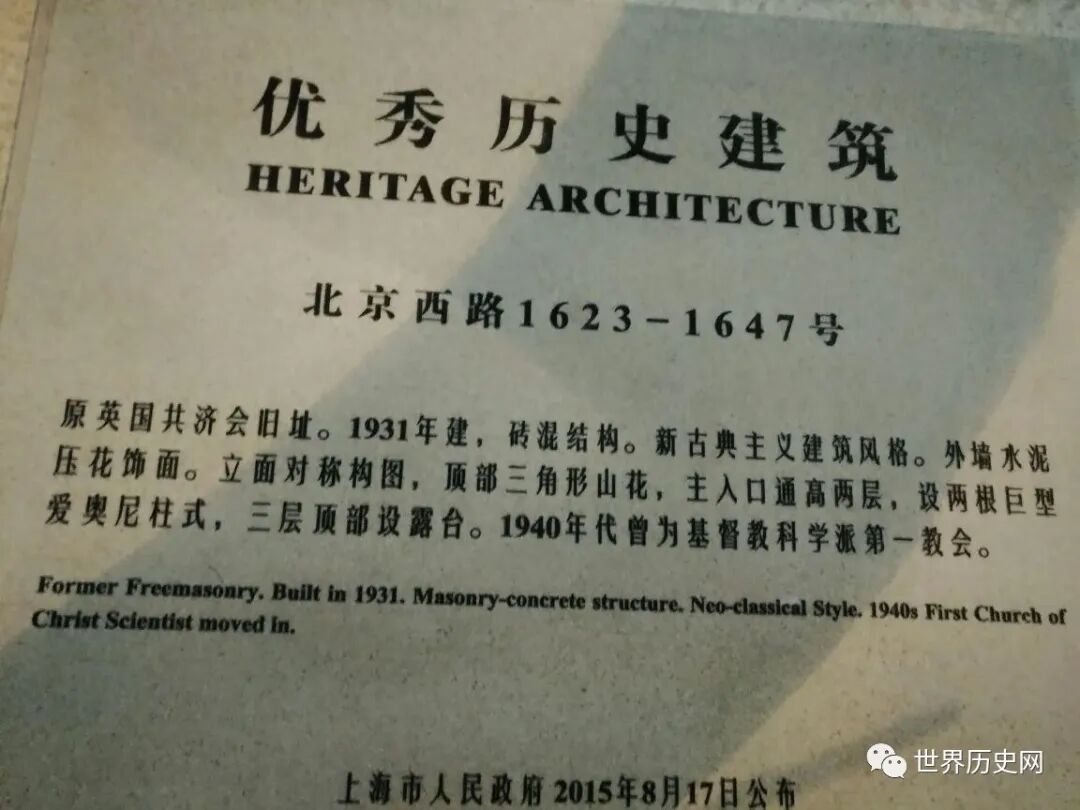 优秀历史建筑
HERITAGE ARCHITECTURE
北京西路1623-1647号
原英国共济会旧址。1931年建，砖混结构。新古典主义建筑风格。外墙水泥
压花饰面。立面对称构图，顶部三角形山花，主入口通高两层，设两根巨型
爱奥尼柱式，三层顶部设露台。1940年代曾为基督教科学派第一教会。
Former Freemasonry. Built in 1931. Masonry-concrete structure. Neo-classical Style. 1940s First Church of
Christ Scientist moved in.
上海市人民政府 2015年8月17日公布
世界历史网